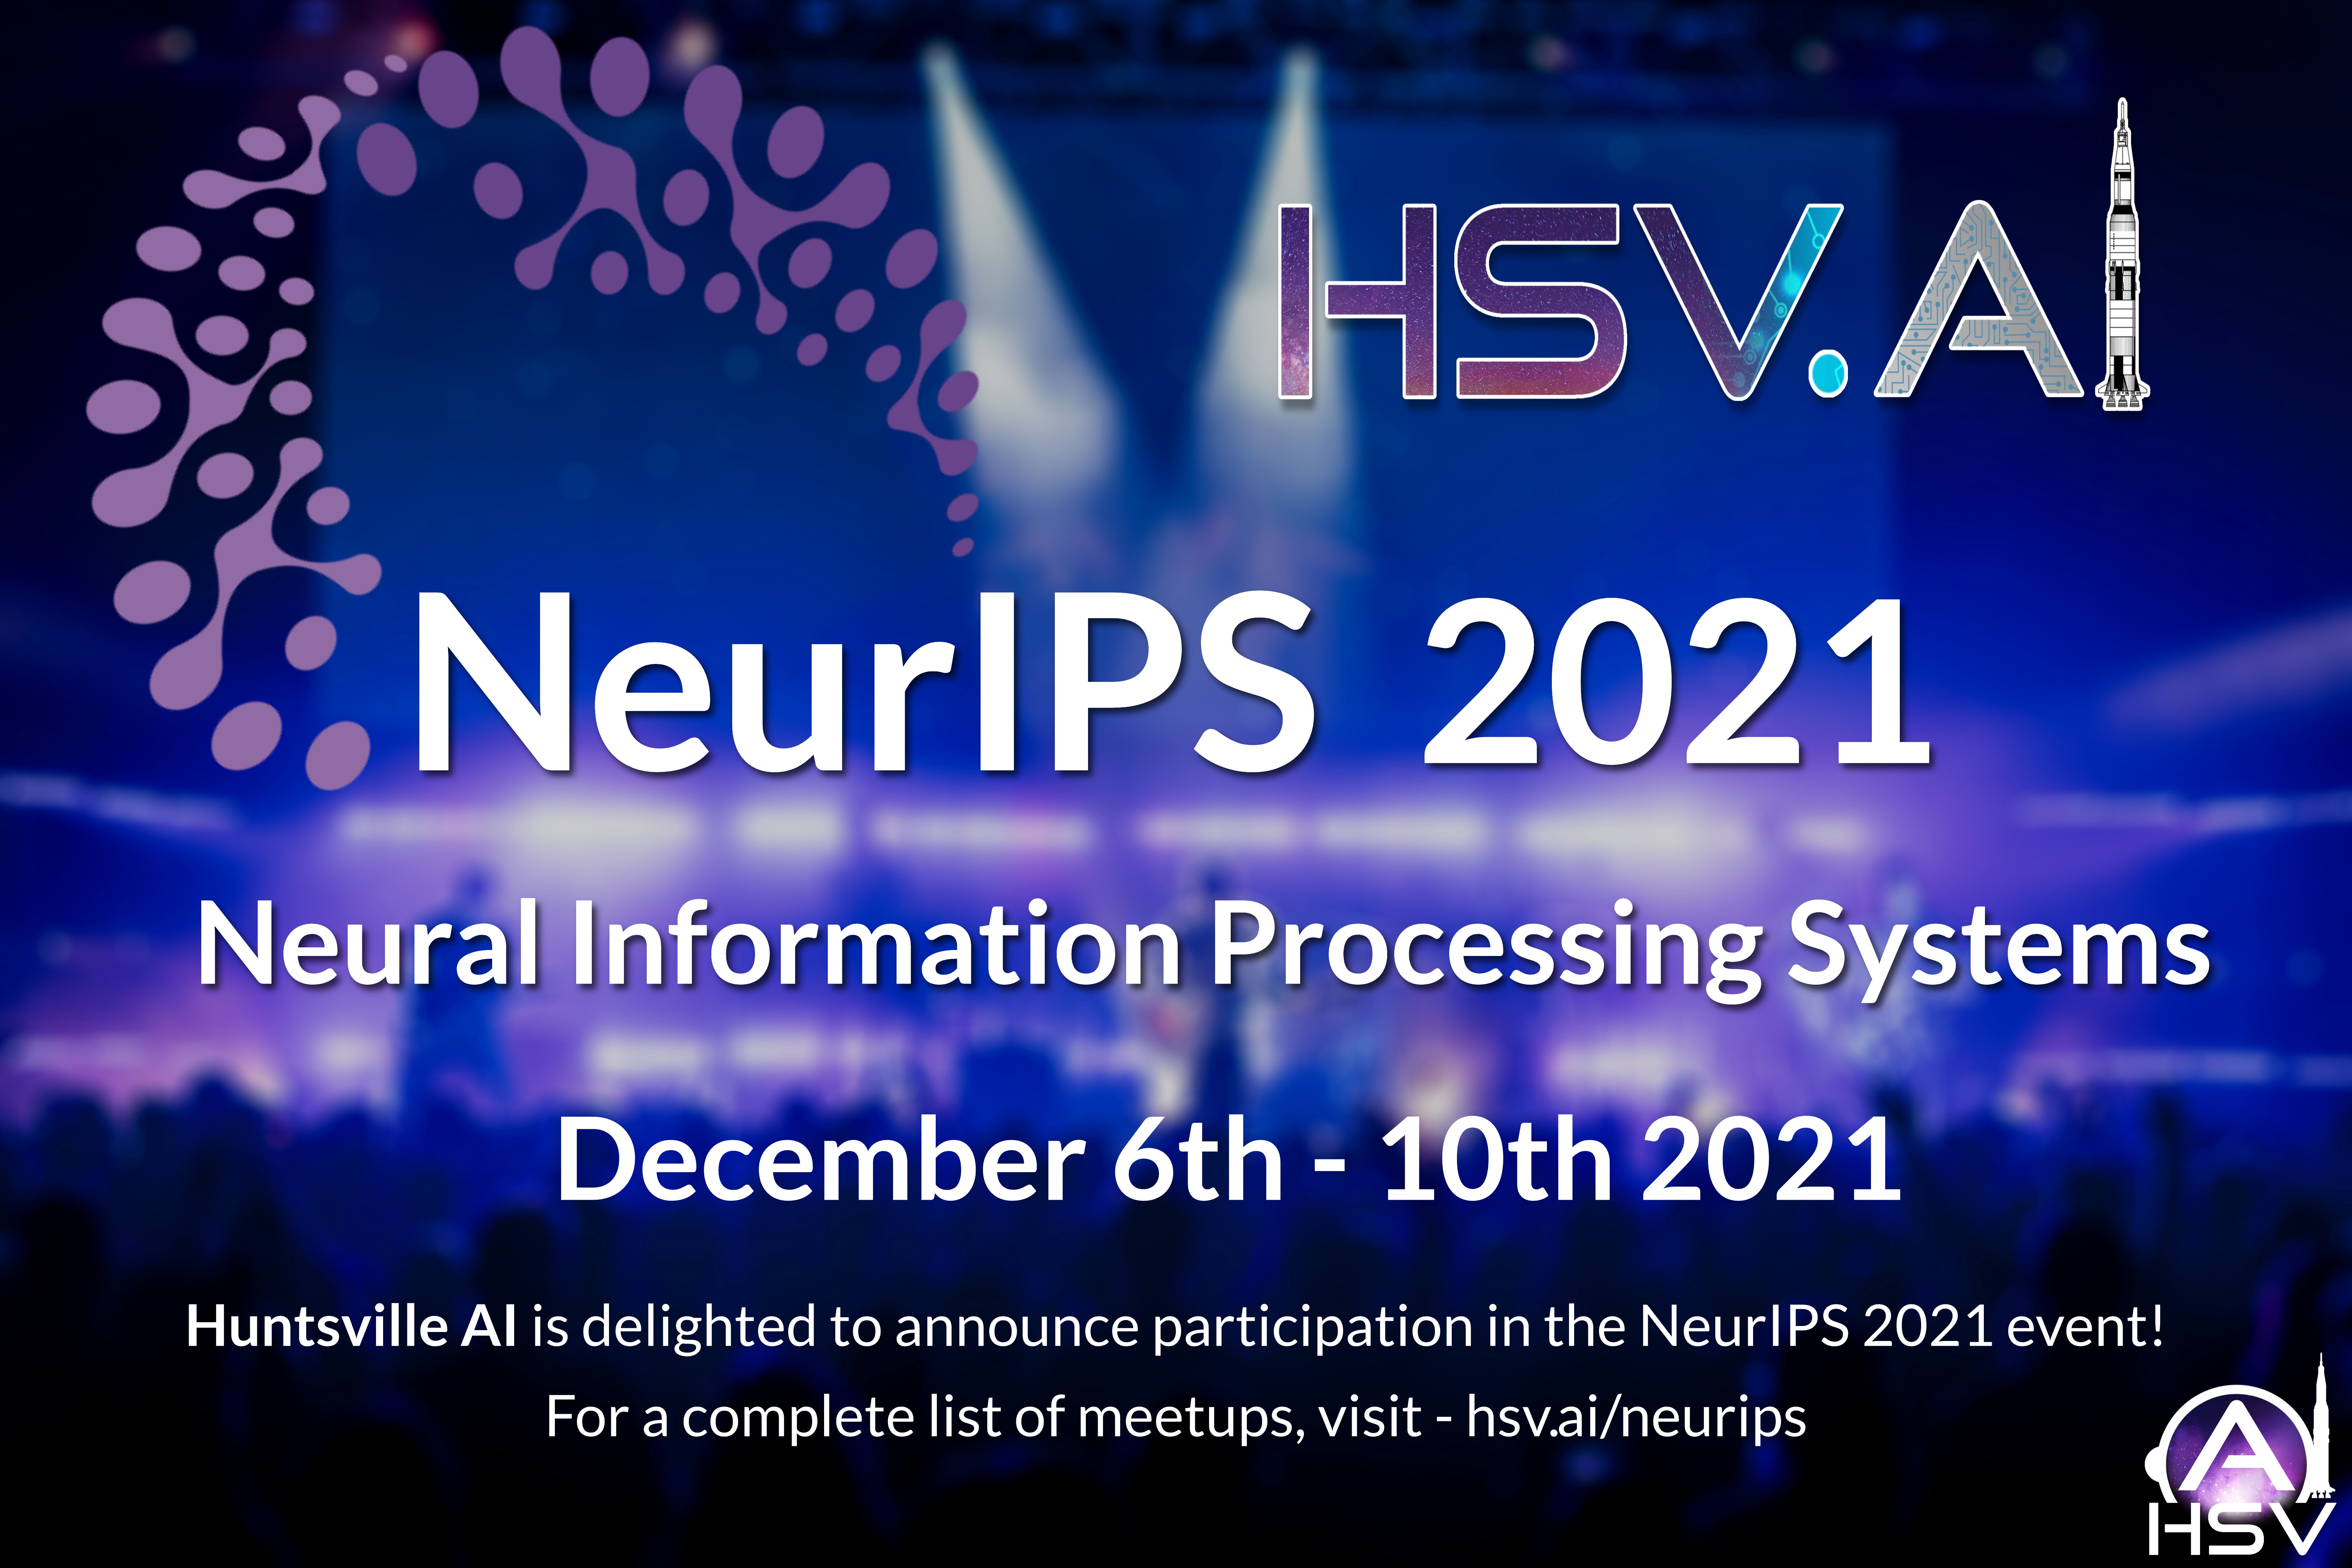 HSV.AI
NeurIPS 2021
Neural Information Processing Systems
December 6th - 10th 2021
Huntsville AI is delighted to announce participation in the NeurIPS 2021 event!
For a complete list of meetups, visit - hsv.ai/neurips
AI
HSV